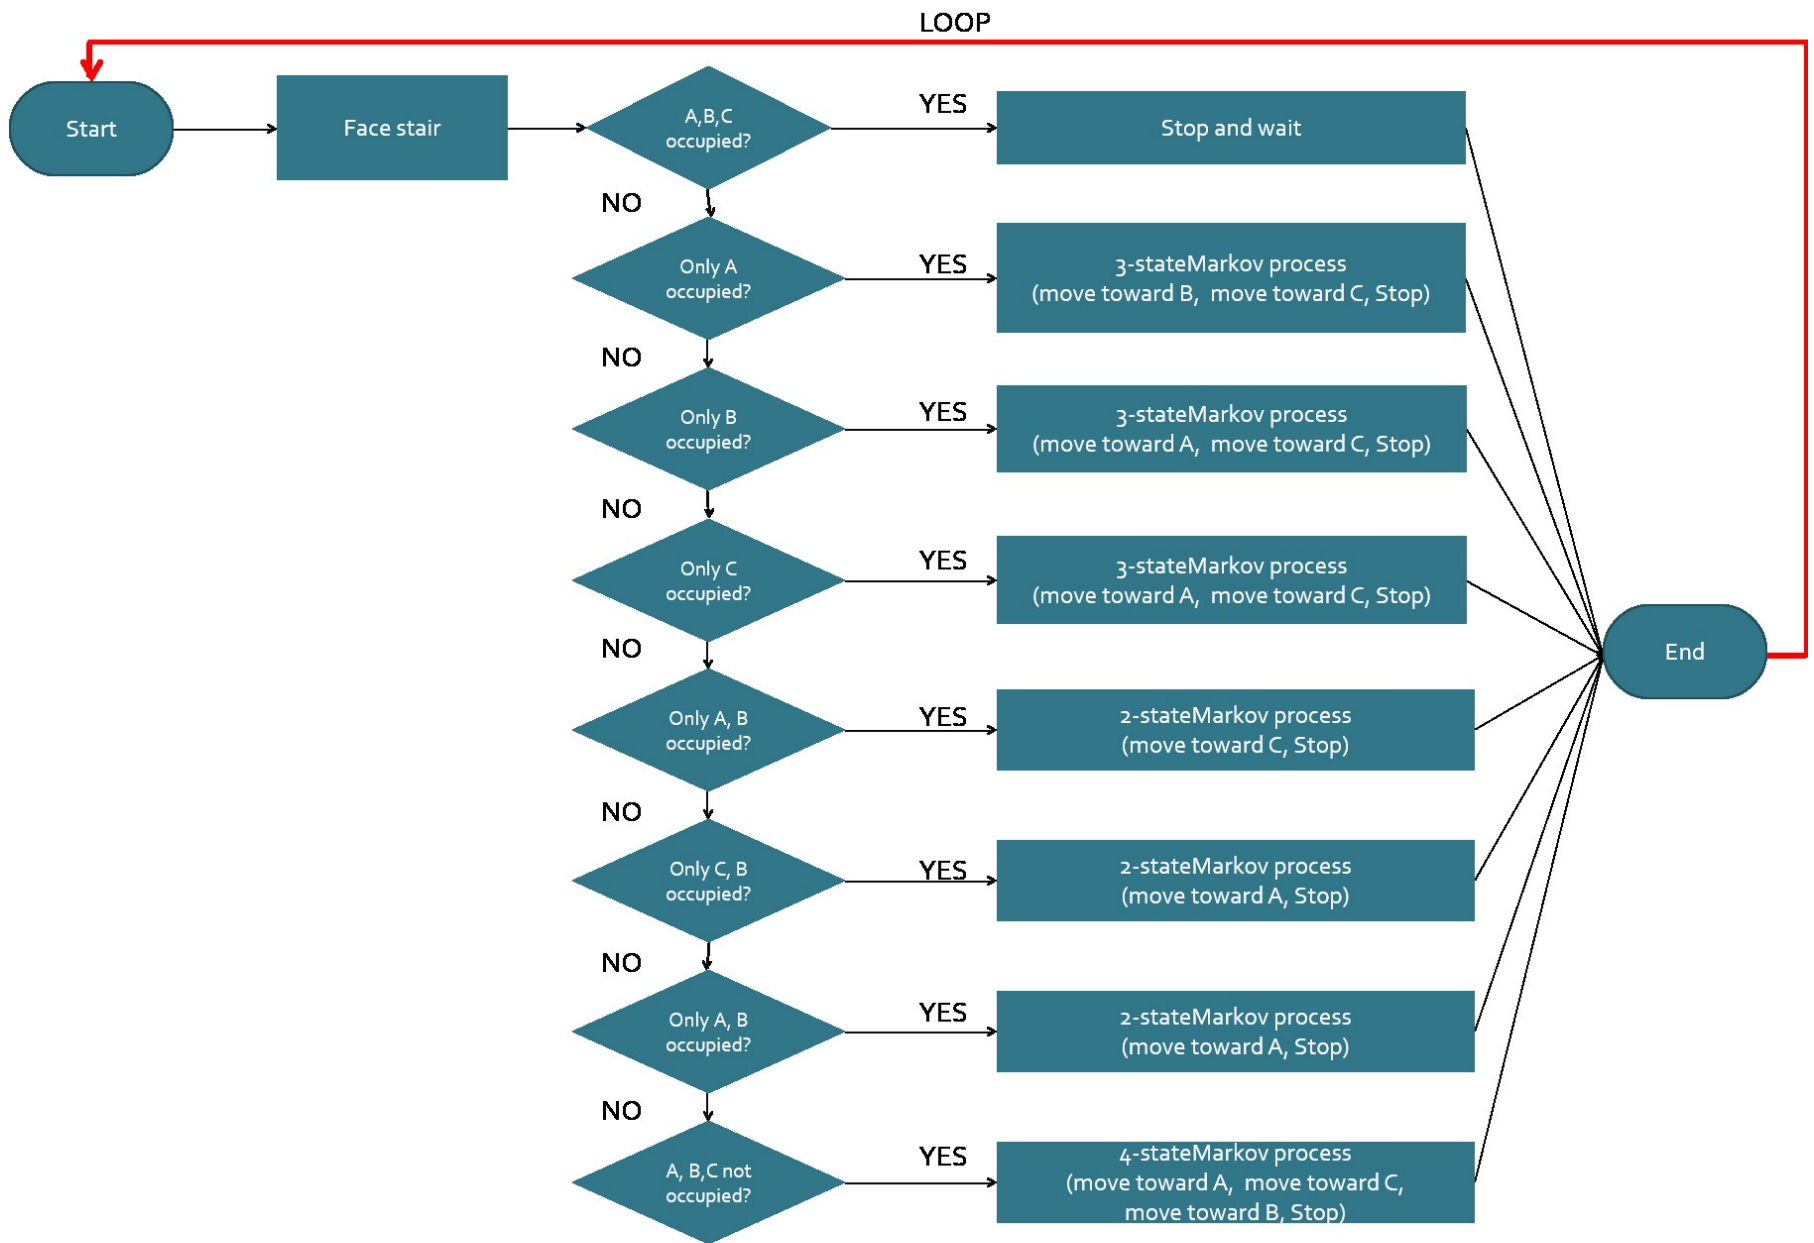 LOOP
Start
Face stair
A,B,C
occupied?
YES
Stop and wait
NO
Only A
occupied?
YES
3-stateMarkov process
(move toward B,  move toward C, Stop)
NO
Only B
occupied?
YES
3-stateMarkov process
(move toward A,  move toward C, Stop)
NO
Only C
occupied?
YES
3-stateMarkov process
(move toward A,  move toward C, Stop)
NO
End
Only A, B
occupied?
YES
2-stateMarkov process
(move toward C, Stop)
NO
Only C, B
occupied?
YES
2-stateMarkov process
(move toward A, Stop)
NO
Only A, B
occupied?
YES
2-stateMarkov process
(move toward A, Stop)
NO
A, B,C not
occupied?
YES
4-stateMarkov process
(move toward A,  move toward C,
move toward B, Stop)